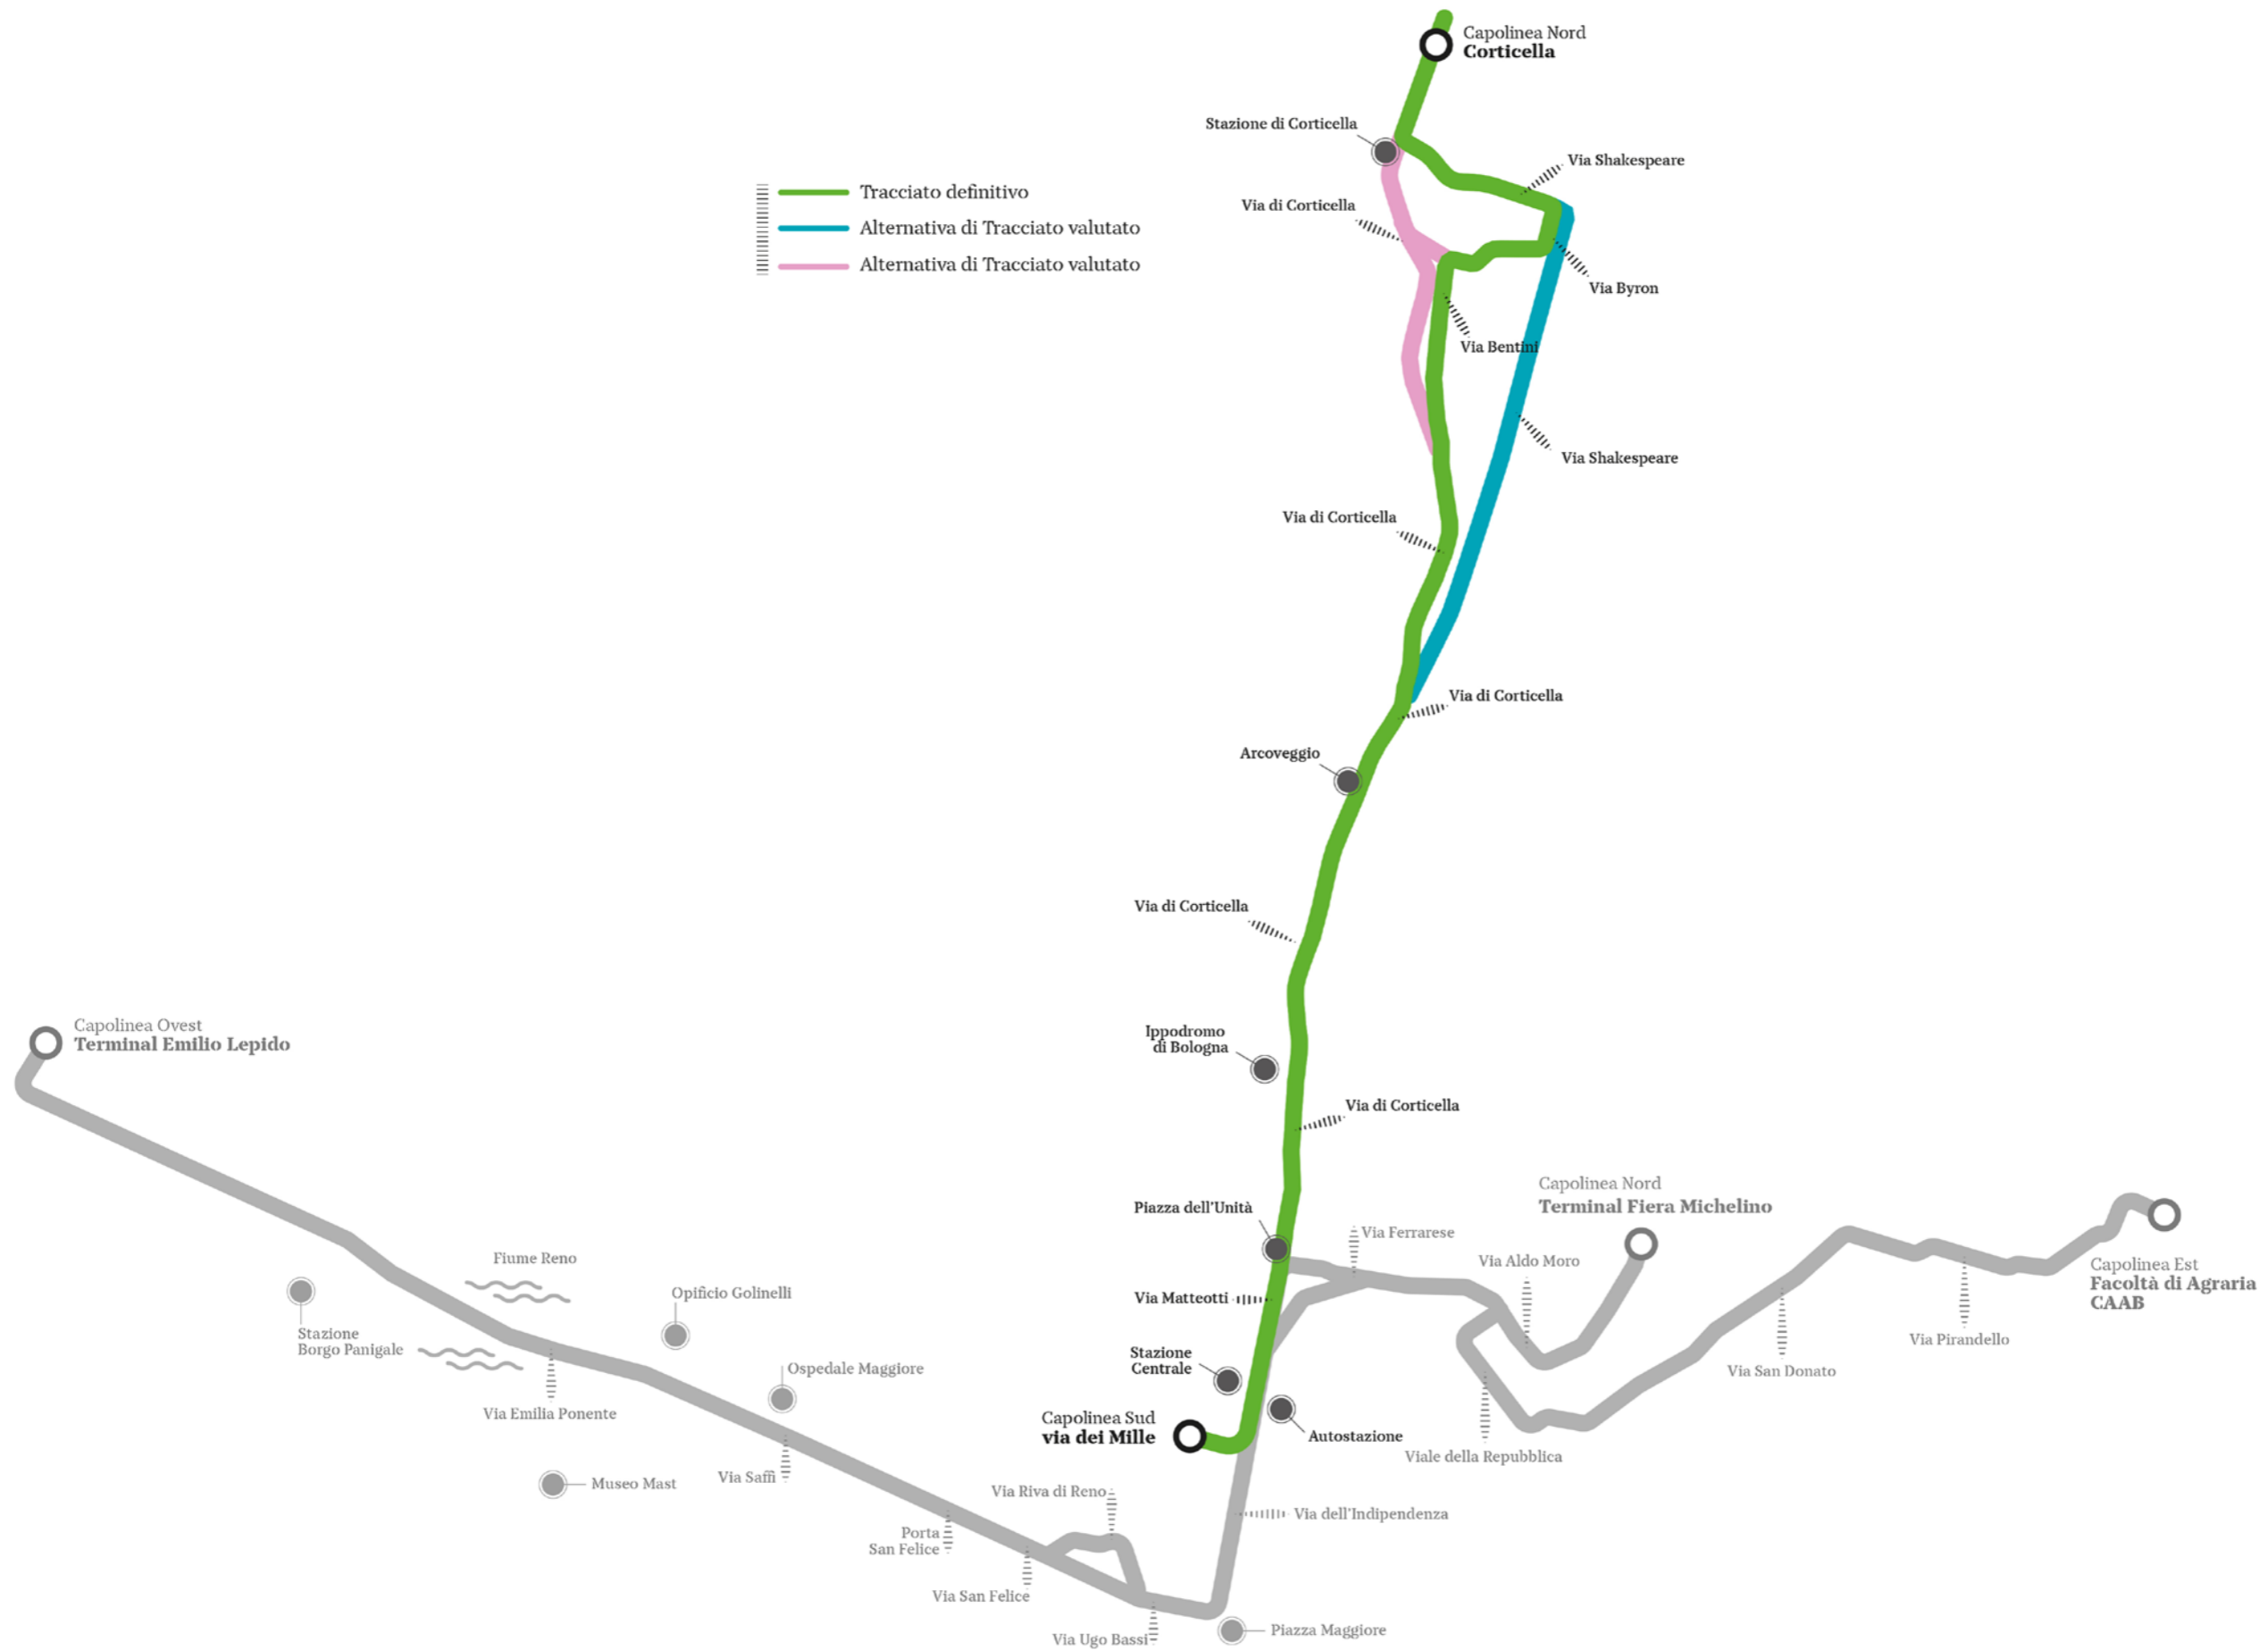 Capolinea Nord
Corticella
Stazione di Corticella
Via Shakespeare
Tracciato definitivo
Via di Corticella
Alternativa di Tracciato valutato
Alternativa di Tracciato valutato
Via Byron
Via Bentini
Via Shakespeare
Via di Corticella
Via di Corticella
Arcoveggio
Via di Corticella
Capolinea Ovest
Terminal Emilio Lepido
Ippodromo
di Bologna
Via di Corticella
Capolinea Nord
Terminal Fiera Michelino
Piazza dell'Unità
Via Ferrarese
Via Aldo Moro
Capolinea Est
Facoltà di Agraria
CAAB
Fiume Reno
Opificio Golinelli
Via Matteotti
Stazione
Borgo Panigale
Via Pirandello
Stazione
Centrale
Ospedale Maggiore
Via San Donato
Via Emilia Ponente
Capolinea Sud
via dei Mille
Autostazione
Viale della Repubblica
Via Saffi
Museo Mast
Via Riva di Reno
Via dell'Indipendenza
Porta
San Felice
Via San Felice
Via Ugo Bassi
Piazza Maggiore